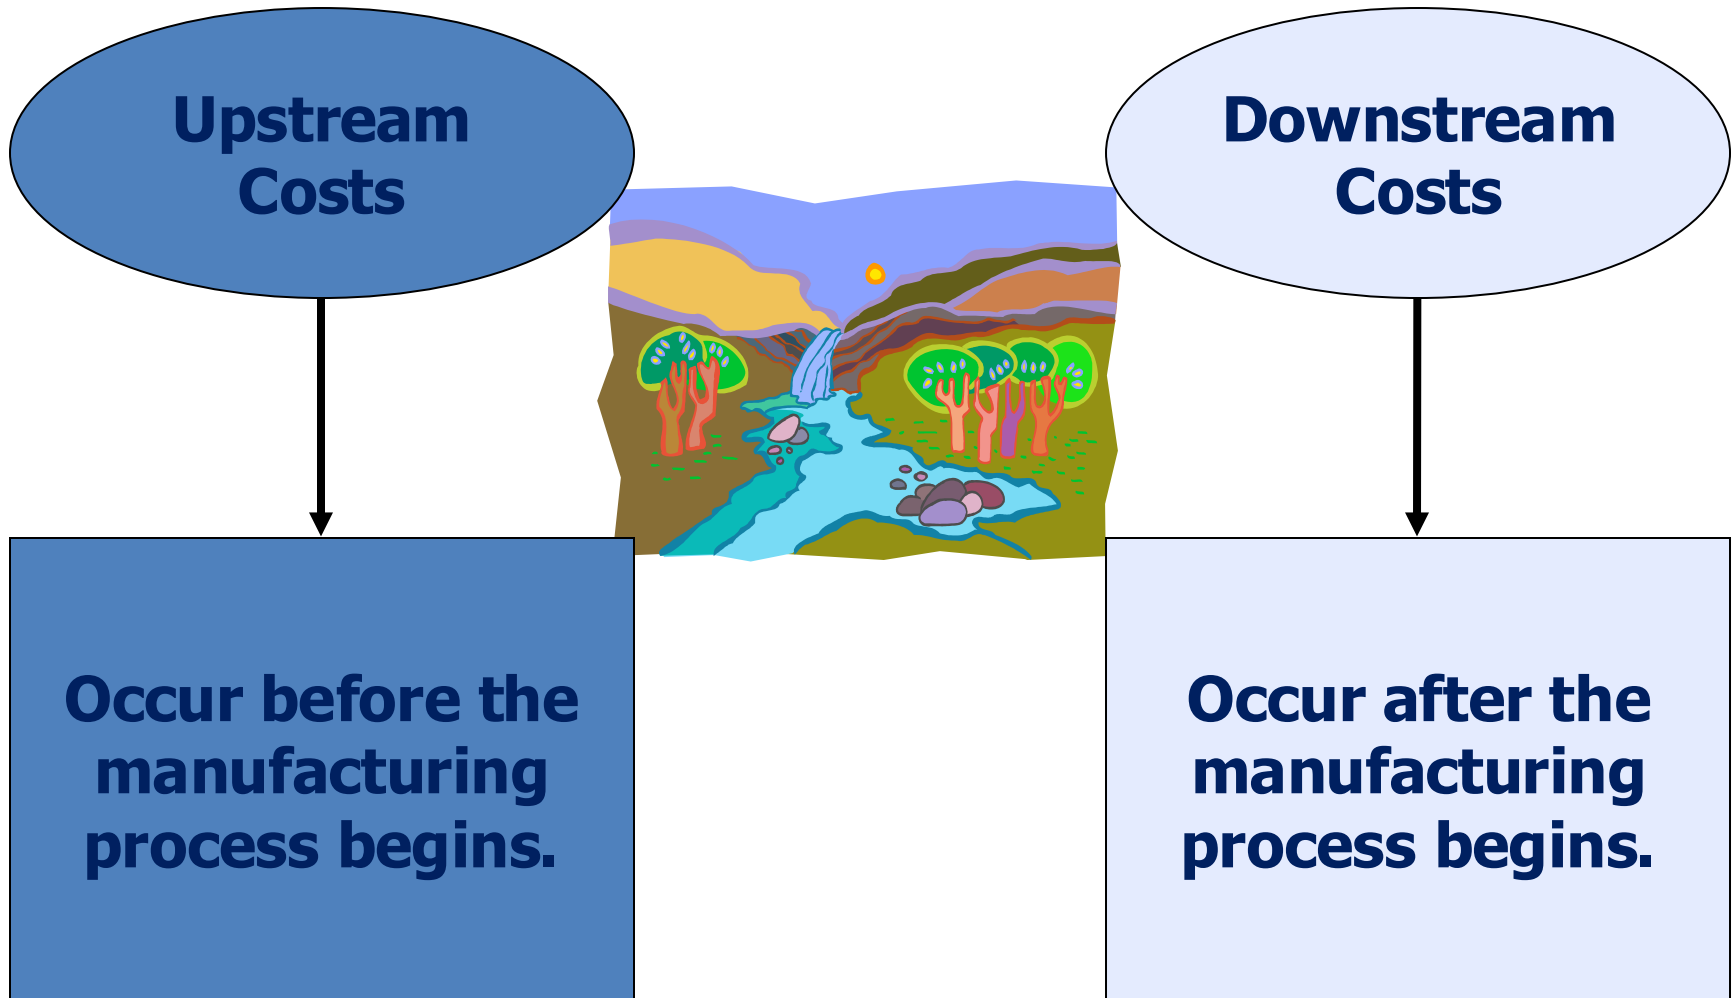 Upstream
Costs
Downstream
Costs
Occur before the
manufacturing
process begins.
Occur after the
manufacturing
process begins.